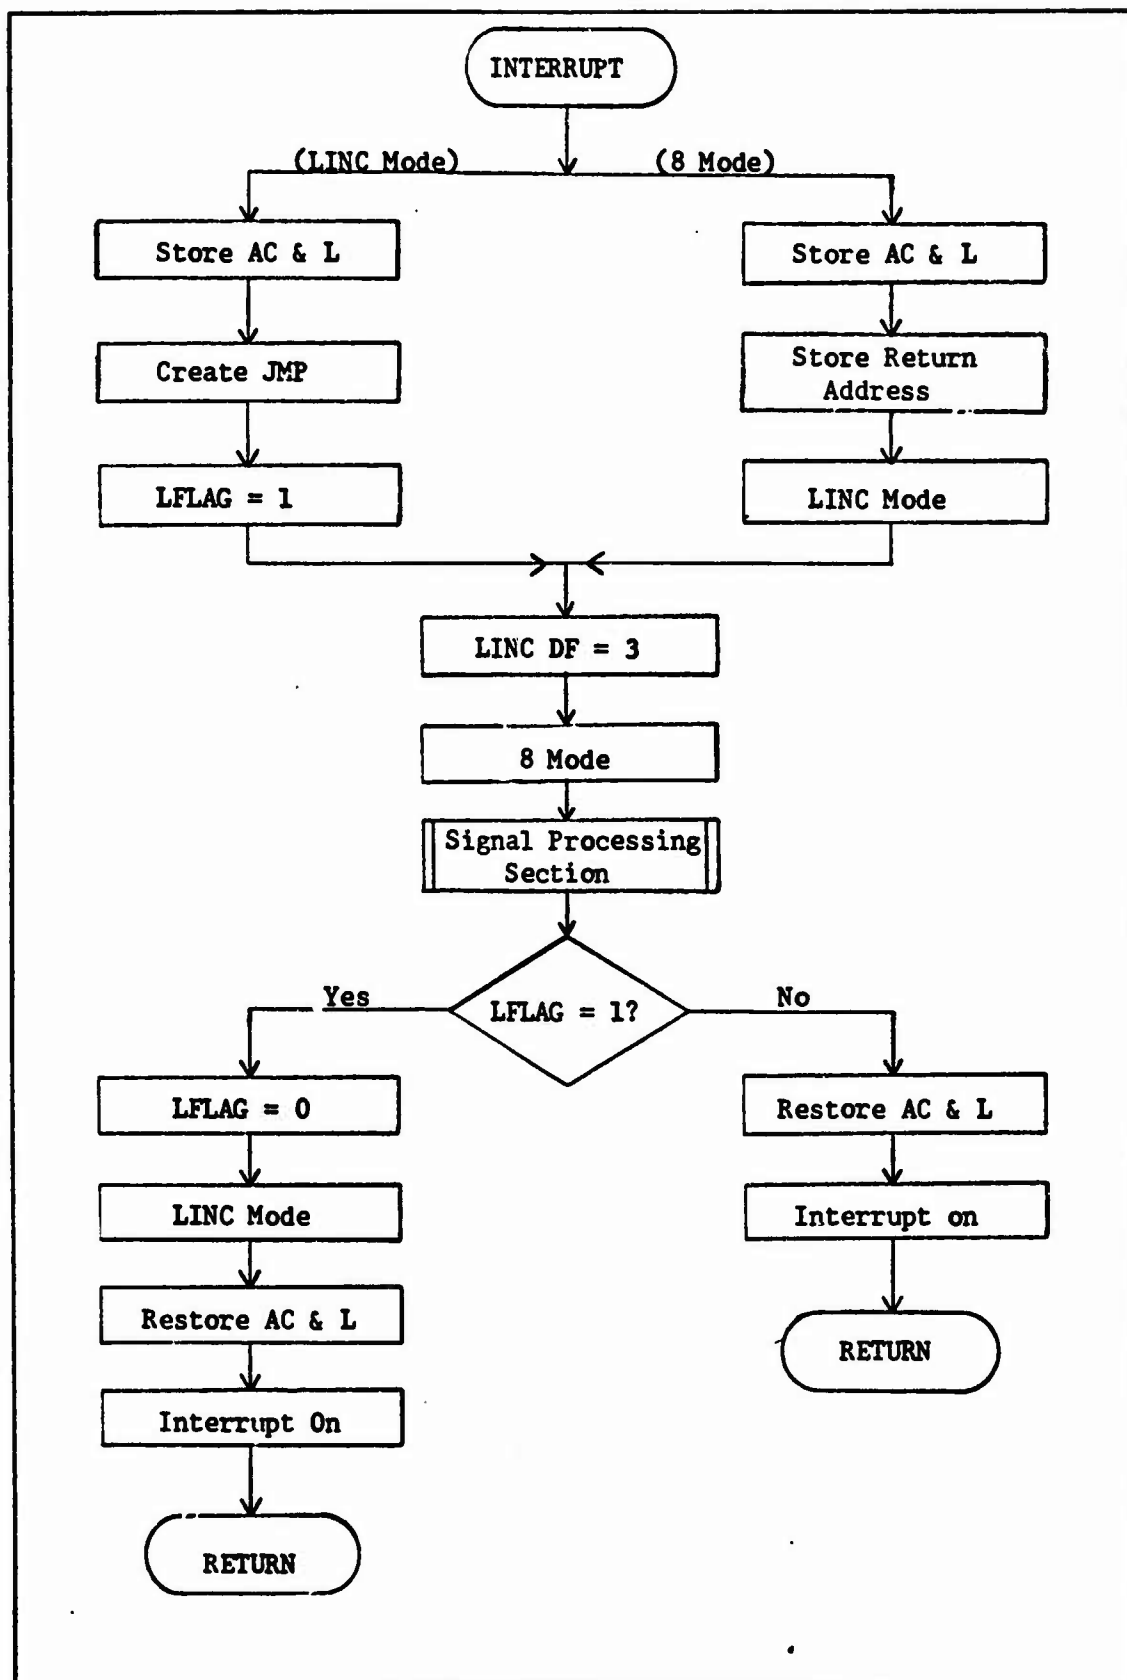 INTERRUPT
(LINC Mode)
(8 Mode)
Store AC & L
Store AC & L
Create JMP
Store Return
Address
LFLAG = 1
LINC Mode
LINC DF = 3
8 Mode
Signal Processing
Section
LFLAG = 1?
Yes
No
LFLAG = 0
Restore AC & L
LINC Mode
Interrupt on
Restore AC & L
RETURN
Interrupt On
RETURN